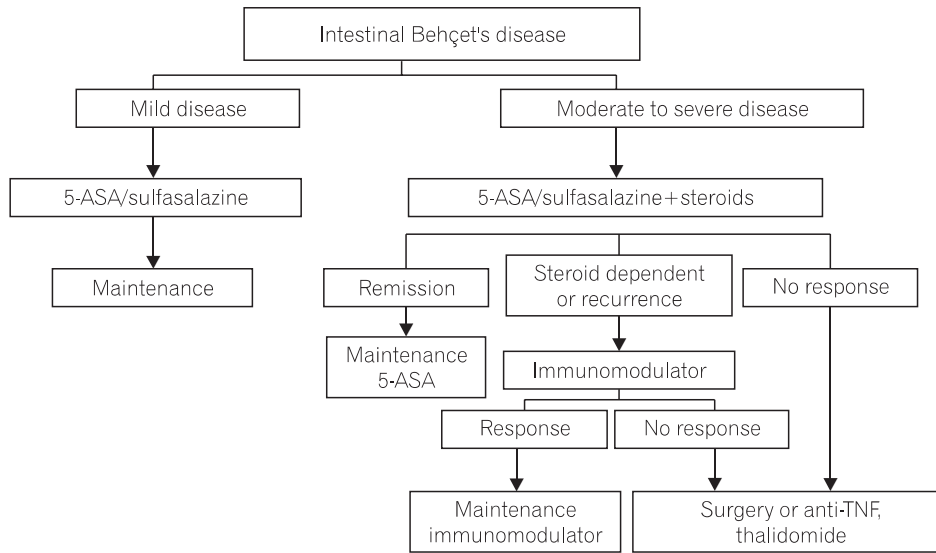 Intestinal Behçet's disease
Mild disease
Moderate to severe disease
5-ASA/sulfasalazine
5-ASA/sulfasalazine+steroids
Maintenance
Remission
Steroid dependent
or recurrence
No response
Maintenance
5-ASA
Immunomodulator
Response
No response
Maintenance
immunomodulator
Surgery or anti-TNF,
thalidomide